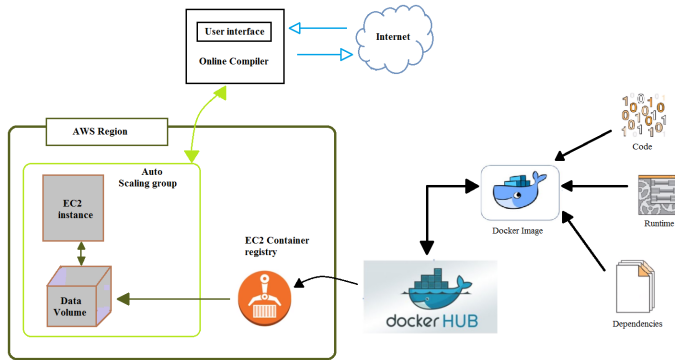 User interface
Online Compiler
Internet
AWS Region
Auto
Scaling group
EC2
instance
Data
Volume
EC2 Container
registry
docker HUB
Docker Image
Code
Runtime
Dependencies